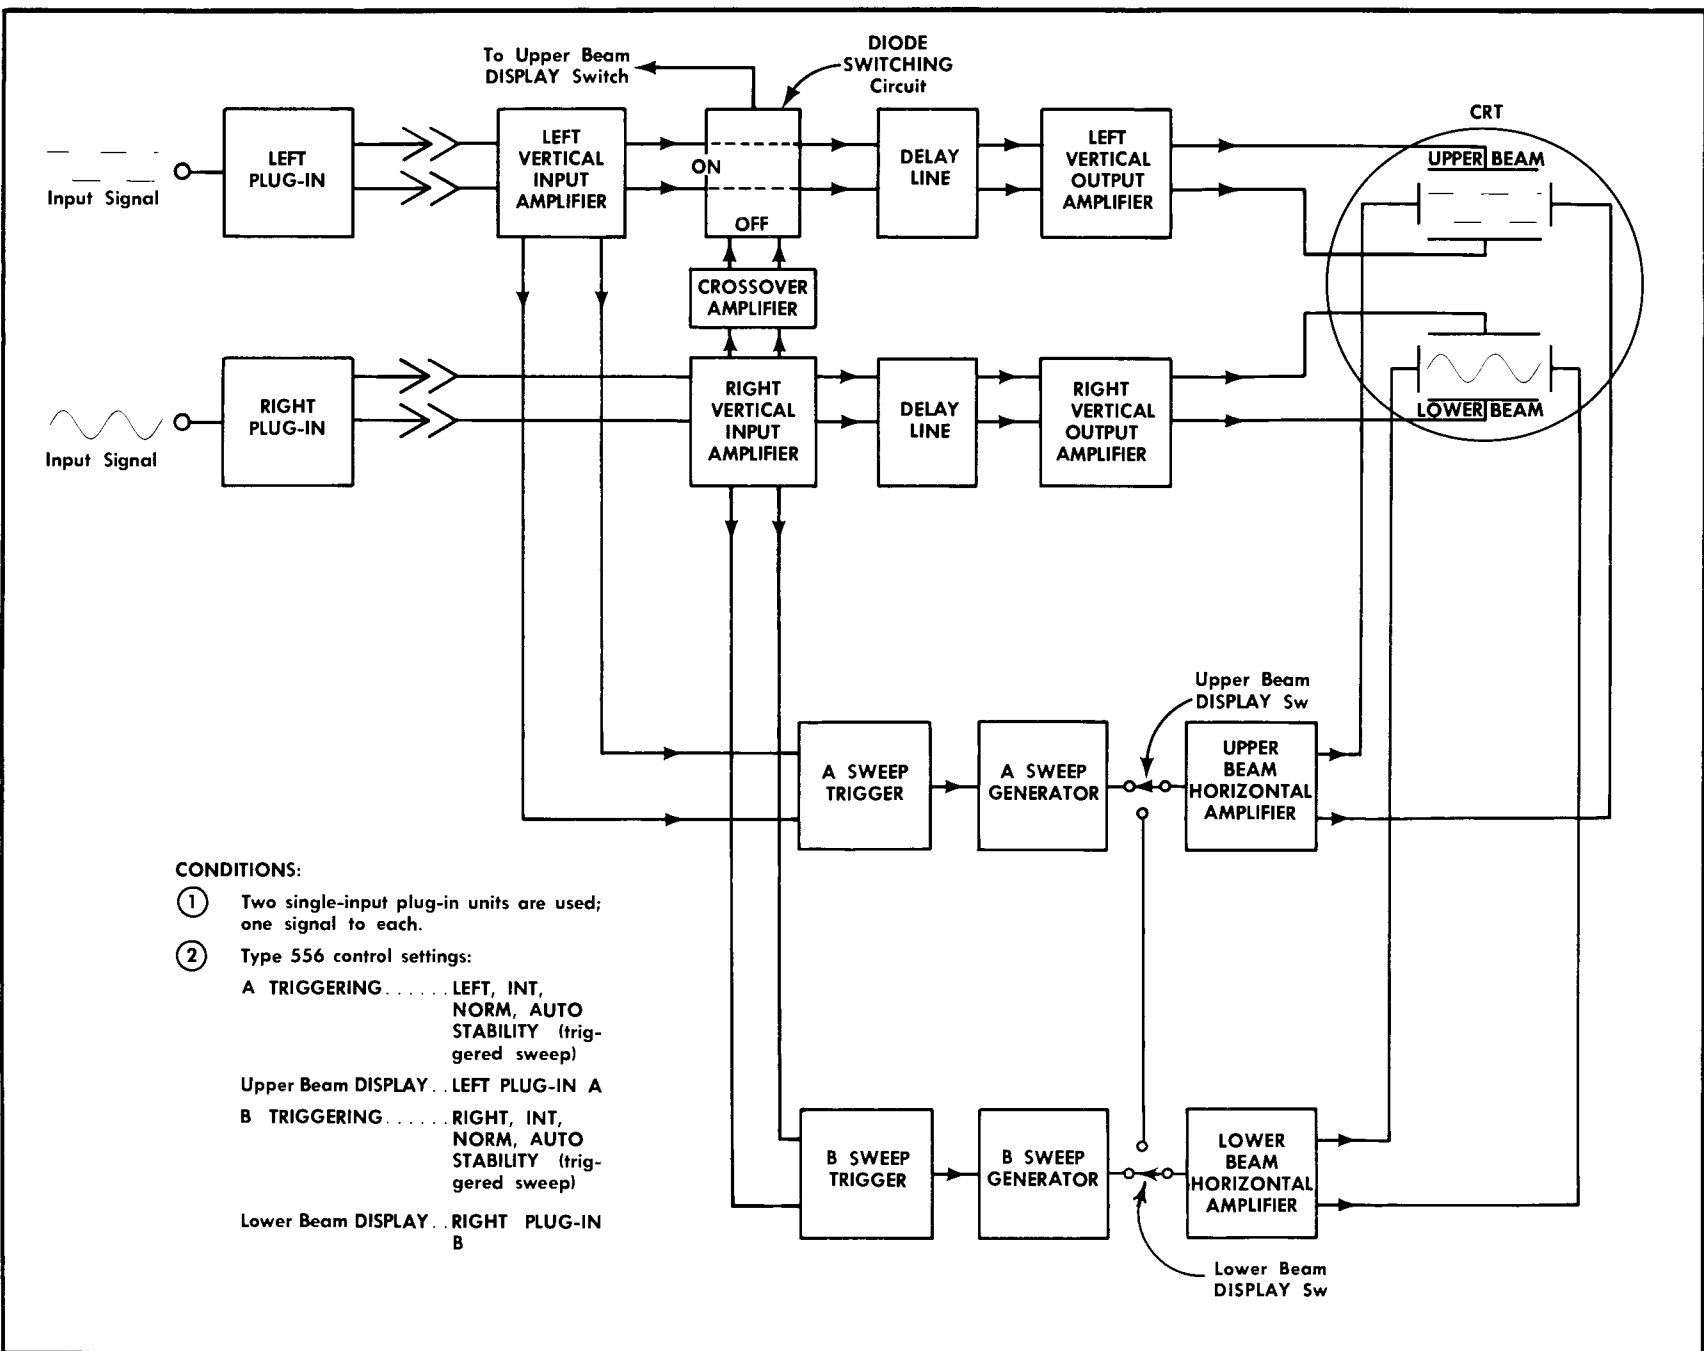 To Upper Beam
DISPLAY Switch
DIODE
SWITCHING
Circuit
CRT
Input Signal
LEFT
PLUG-IN
LEFT
VERTICAL
INPUT
AMPLIFIER
ON
OFF
DELAY
LINE
LEFT
VERTICAL
OUTPUT
AMPLIFIER
UPPER BEAM
CROSSOVER
AMPLIFIER
Input Signal
RIGHT
PLUG-IN
RIGHT
VERTICAL
INPUT
AMPLIFIER
DELAY
LINE
RIGHT
VERTICAL
OUTPUT
AMPLIFIER
LOWER BEAM
Upper Beam
DISPLAY Sw
A SWEEP
TRIGGER
A SWEEP
GENERATOR
UPPER
BEAM
HORIZONTAL
AMPLIFIER
CONDITIONS:
1 Two single-input plug-in units are used;
one signal to each.
2 Type 556 control settings:
A TRIGGERING . . . . . . LEFT, INT,
NORM, AUTO
STABILITY (trig-
gered sweep)
Upper Beam DISPLAY . . LEFT PLUG-IN A
B TRIGGERING . . . . . . RIGHT, INT,
NORM, AUTO
STABILITY (trig-
gered sweep)
Lower Beam DISPLAY . . RIGHT PLUG-IN
B
B SWEEP
TRIGGER
B SWEEP
GENERATOR
LOWER
BEAM
HORIZONTAL
AMPLIFIER
Lower Beam
DISPLAY Sw